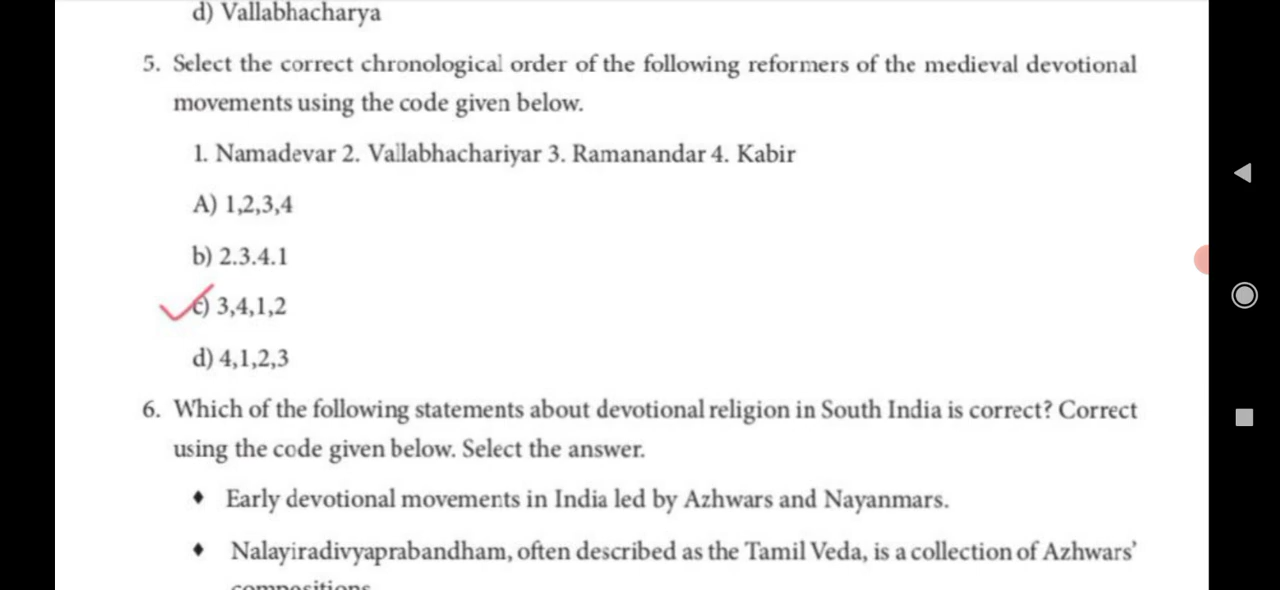 d) Vallabhacharya
5. Select the correct chronological order of the following reformers of the medieval devotional
movements using the code given below.
1. Namadevar 2. Vallabhachariyar 3. Ramanandar 4. Kabir
A) 1,2,3,4
b) 2.3.4.1
c) 3,4,1,2
d) 4,1,2,3
6. Which of the following statements about devotional religion in South India is correct? Correct
using the code given below. Select the answer.
♦ Early devotional movements in India led by Azhwars and Nayanmars.
♦ Nalayiradivyaprabandham, often described as the Tamil Veda, is a collection of Azhwars'
compositions